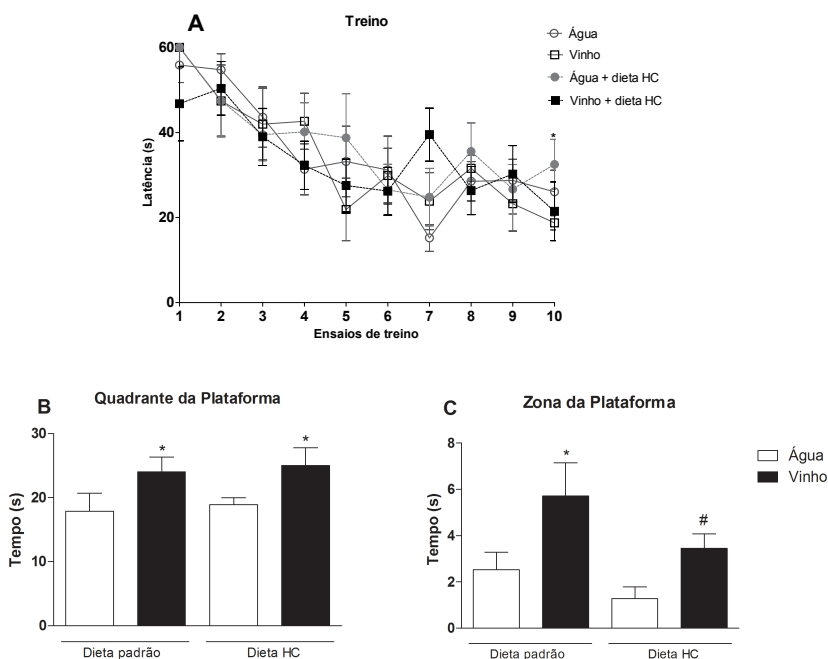 A
Treino
Água
Vinho
Água + dieta HC
Vinho + dieta HC
Latência (s)
60
40
20
0
*
1 2 3 4 5 6 7 8 9 10
Ensaios de treino
B
Quadrante da Plataforma
Tempo (s)
30
20
10
0
* *
Dieta padrão Dieta HC
C
Zona da Plataforma
Tempo (s)
8
6
4
2
0
* #
Dieta padrão Dieta HC
Água
Vinho